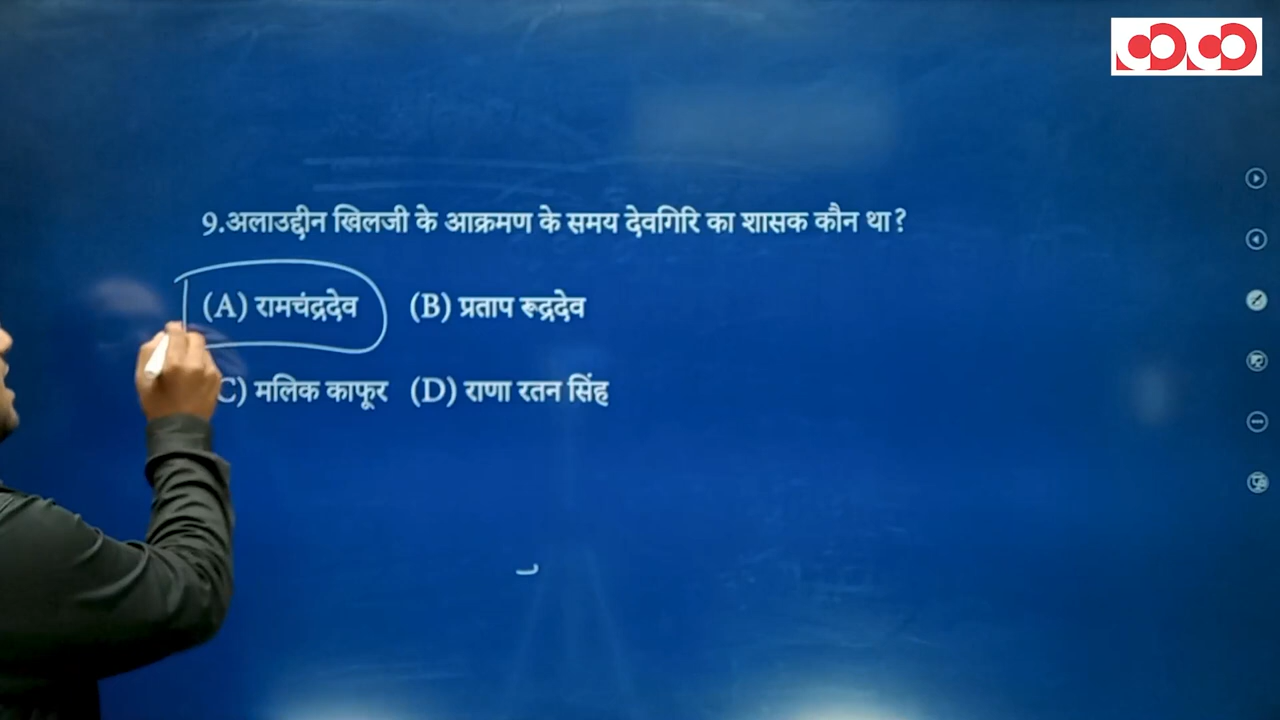 9.अलाउद्दीन खिलजी के आक्रमण के समय देवगिरि का शासक कौन था?
(A) रामचंद्रदेव (B) प्रताप रूद्रदेव
C) मलिक काफूर (D) राणा रतन सिंह